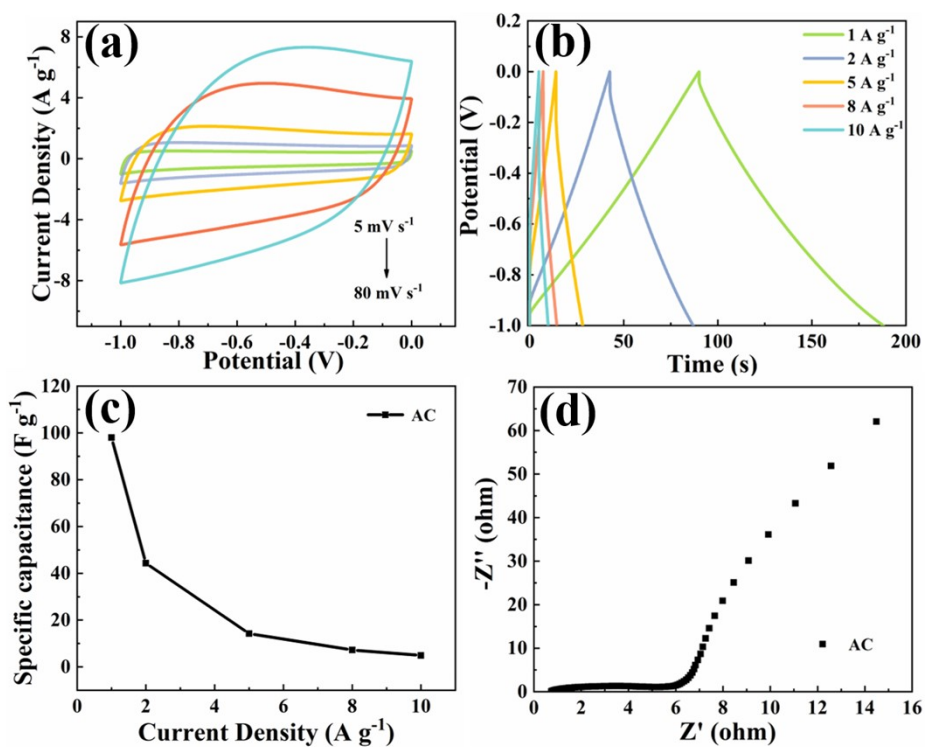 (a)
Current Density (A g⁻¹)
8
4
0
-4
-8
5 mV s⁻¹
80 mV s⁻¹
-1.0 -0.8 -0.6 -0.4 -0.2 0.0
Potential (V)
(b)
Potential (V)
0.2
0.0
-0.2
-0.4
-0.6
-0.8
-1.0
1 A g⁻¹
2 A g⁻¹
5 A g⁻¹
8 A g⁻¹
10 A g⁻¹
0 50 100 150 200
Time (s)
(c)
Specific capacitance (F g⁻¹)
120
100
80
60
40
20
0
AC
0 2 4 6 8 10
Current Density (A g⁻¹)
(d)
-Z'' (ohm)
70
60
50
40
30
20
10
0
AC
0 2 4 6 8 10 12 14 16
Z' (ohm)